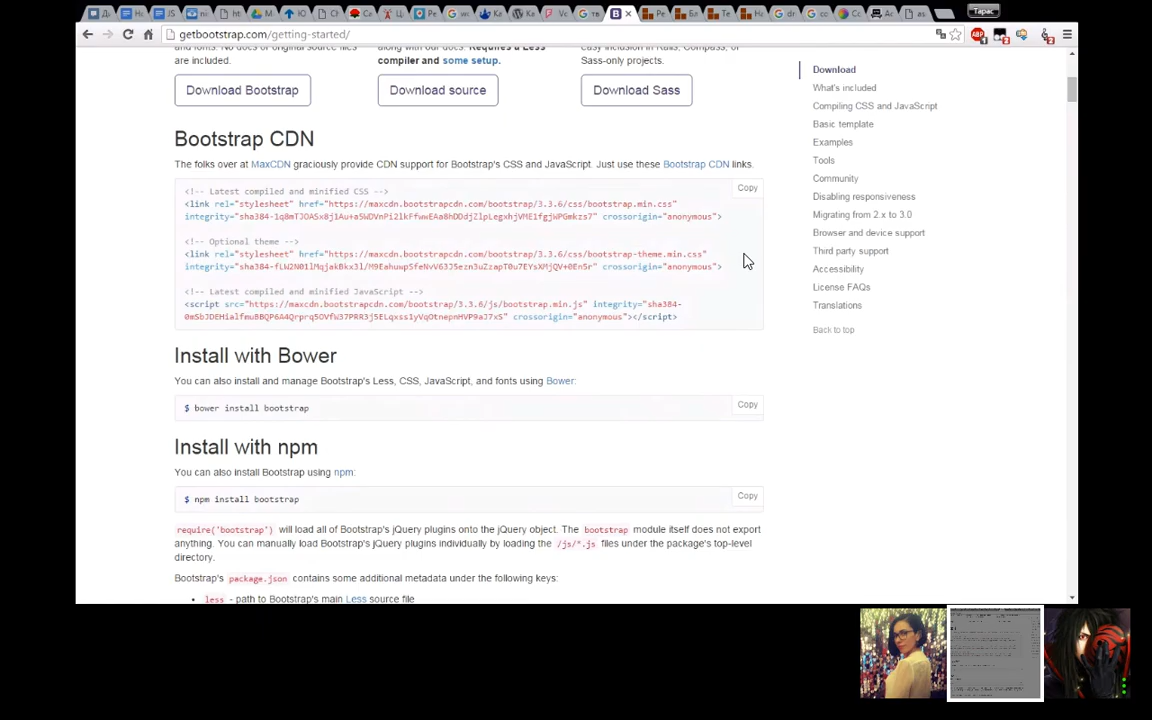 Тарас
getbootstrap.com/getting-started/
are included.
compiler and some setup.
Sass-only projects.
Download Bootstrap
Download source
Download Sass
Bootstrap CDN
The folks over at MaxCDN graciously provide CDN support for Bootstrap's CSS and JavaScript. Just use these Bootstrap CDN links.
Copy
<!-- Latest compiled and minified CSS -->
<link rel="stylesheet" href="https://maxcdn.bootstrapcdn.com/bootstrap/3.3.6/css/bootstrap.min.css"
crossorigin="anonymous">
<!-- Optional theme -->
<link rel="stylesheet" href="https://maxcdn.bootstrapcdn.com/bootstrap/3.3.6/css/bootstrap-theme.min.css"
crossorigin="anonymous">
<!-- Latest compiled and minified JavaScript -->
<script src="https://maxcdn.bootstrapcdn.com/bootstrap/3.3.6/js/bootstrap.min.js" integrity="sha384-
crossorigin="anonymous"></script>
Install with Bower
You can also install and manage Bootstrap's Less, CSS, JavaScript, and fonts using Bower:
$ bower install bootstrap
Copy
Install with npm
You can also install Bootstrap using npm:
$ npm install bootstrap
Copy
require('bootstrap') will load all of Bootstrap's jQuery plugins onto the jQuery object. The bootstrap module itself does not export
anything. You can manually load Bootstrap's jQuery plugins individually by loading the /js/*.js files under the package's top-level
directory.
Bootstrap's package.json contains some additional metadata under the following keys:
• less - path to Bootstrap's main Less source file
Download
What's included
Compiling CSS and JavaScript
Basic template
Examples
Tools
Community
Disabling responsiveness
Migrating from 2.x to 3.0
Browser and device support
Third party support
Accessibility
License FAQs
Translations
Back to top